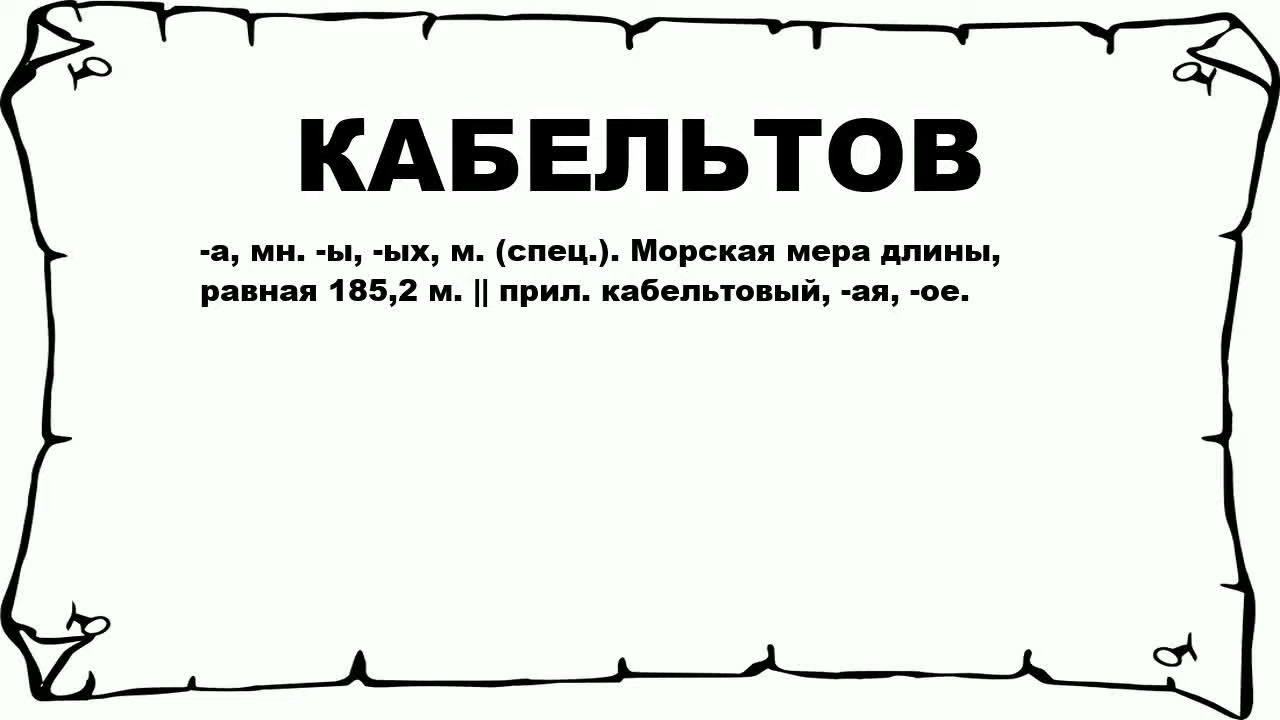 КАБЕЛЬТОВ
-а, мн. -ы, -ых, м. (спец.). Морская мера длины,
равная 185,2 м. || прил. кабельтовый, -ая, -ое.